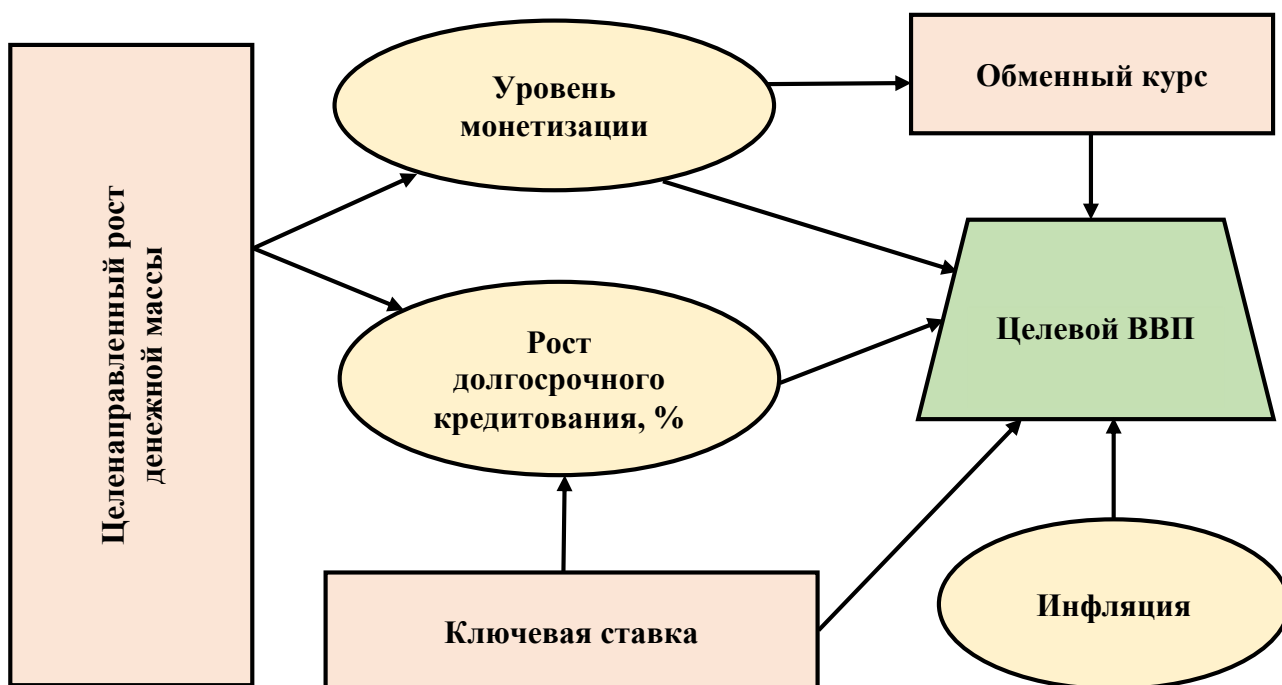 Целенаправленный рост
денежной массы
Уровень
монетизации
Обменный курс
Рост
долгосрочного
кредитования, %
Целевой ВВП
Ключевая ставка
Инфляция